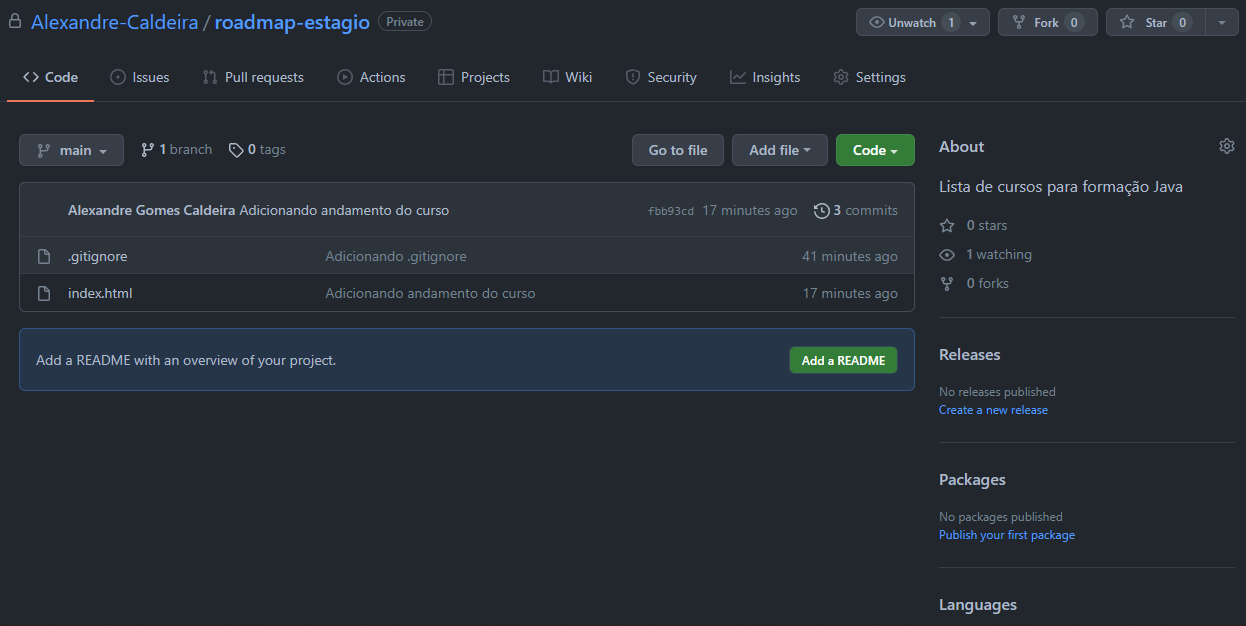 Alexandre-Caldeira / roadmap-estagio Private Unwatch 1 Fork 0 Star 0
Code Issues Pull requests Actions Projects Wiki Security Insights Settings
main 1 branch 0 tags Go to file Add file Code
Alexandre Gomes Caldeira Adicionando andamento do curso fbb93cd 17 minutes ago 3 commits
.gitignore Adicionando .gitignore 41 minutes ago
index.html Adicionando andamento do curso 17 minutes ago
Add a README with an overview of your project. Add a README
About
Lista de cursos para formação Java
0 stars
1 watching
0 forks
Releases
No releases published
Create a new release
Packages
No packages published
Publish your first package
Languages